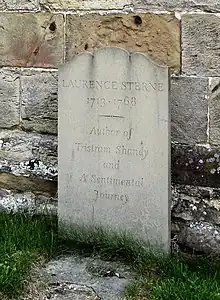 LAURENCE STERNE
1713 - 1768
Author of
Tristram Shandy
and
A Sentimental
Journey